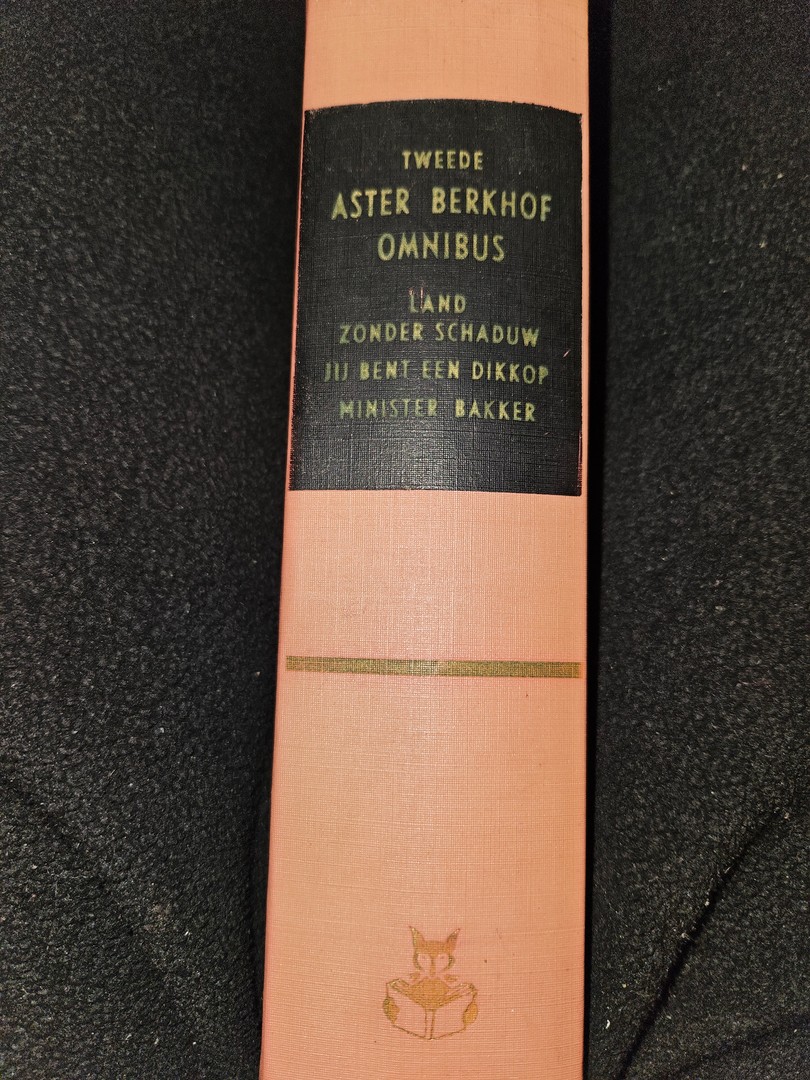 TWEEDE
ASTER BERKHOF
OMNIBUS
LAND
ZONDER SCHADUW
JIJ BENT EEN DIKKOP
MINISTER BAKKER